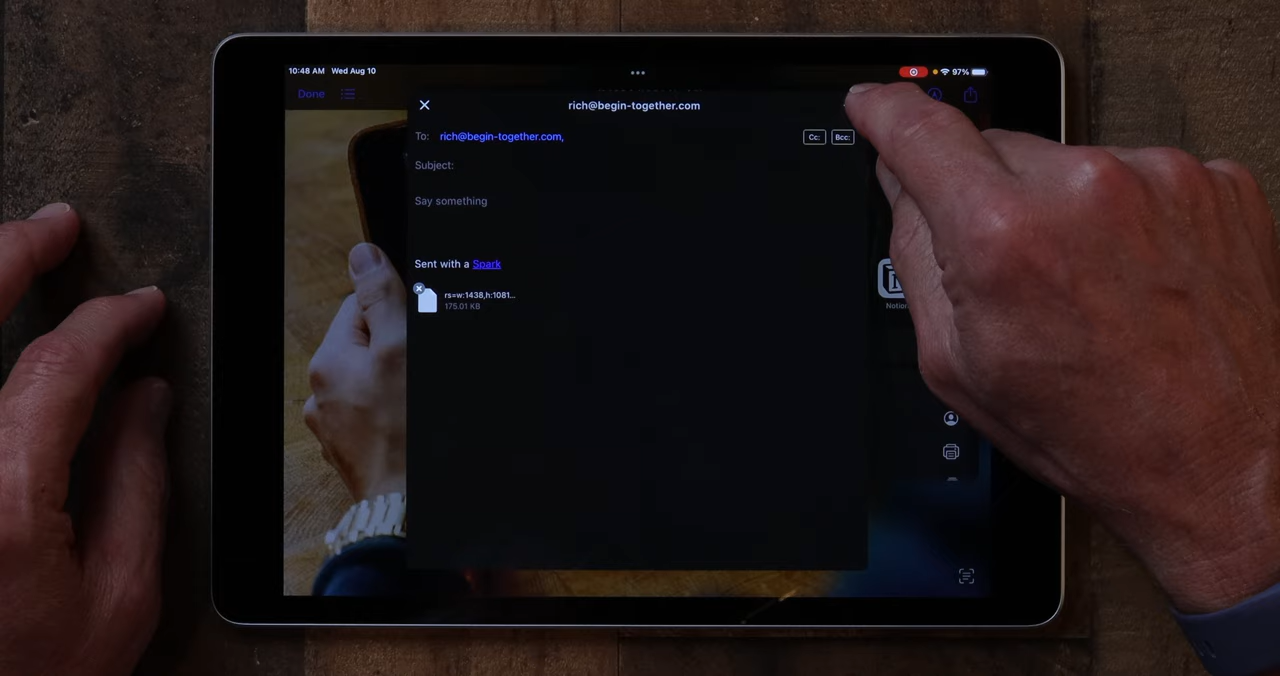 10:48 AM Wed Aug 10
97%
Done
rich@begin-together.com
To: rich@begin-together.com,
Cc: Bcc:
Subject:
Say something
Sent with a Spark
rs=w:1438,h:1081...
175.01 KB
Notion